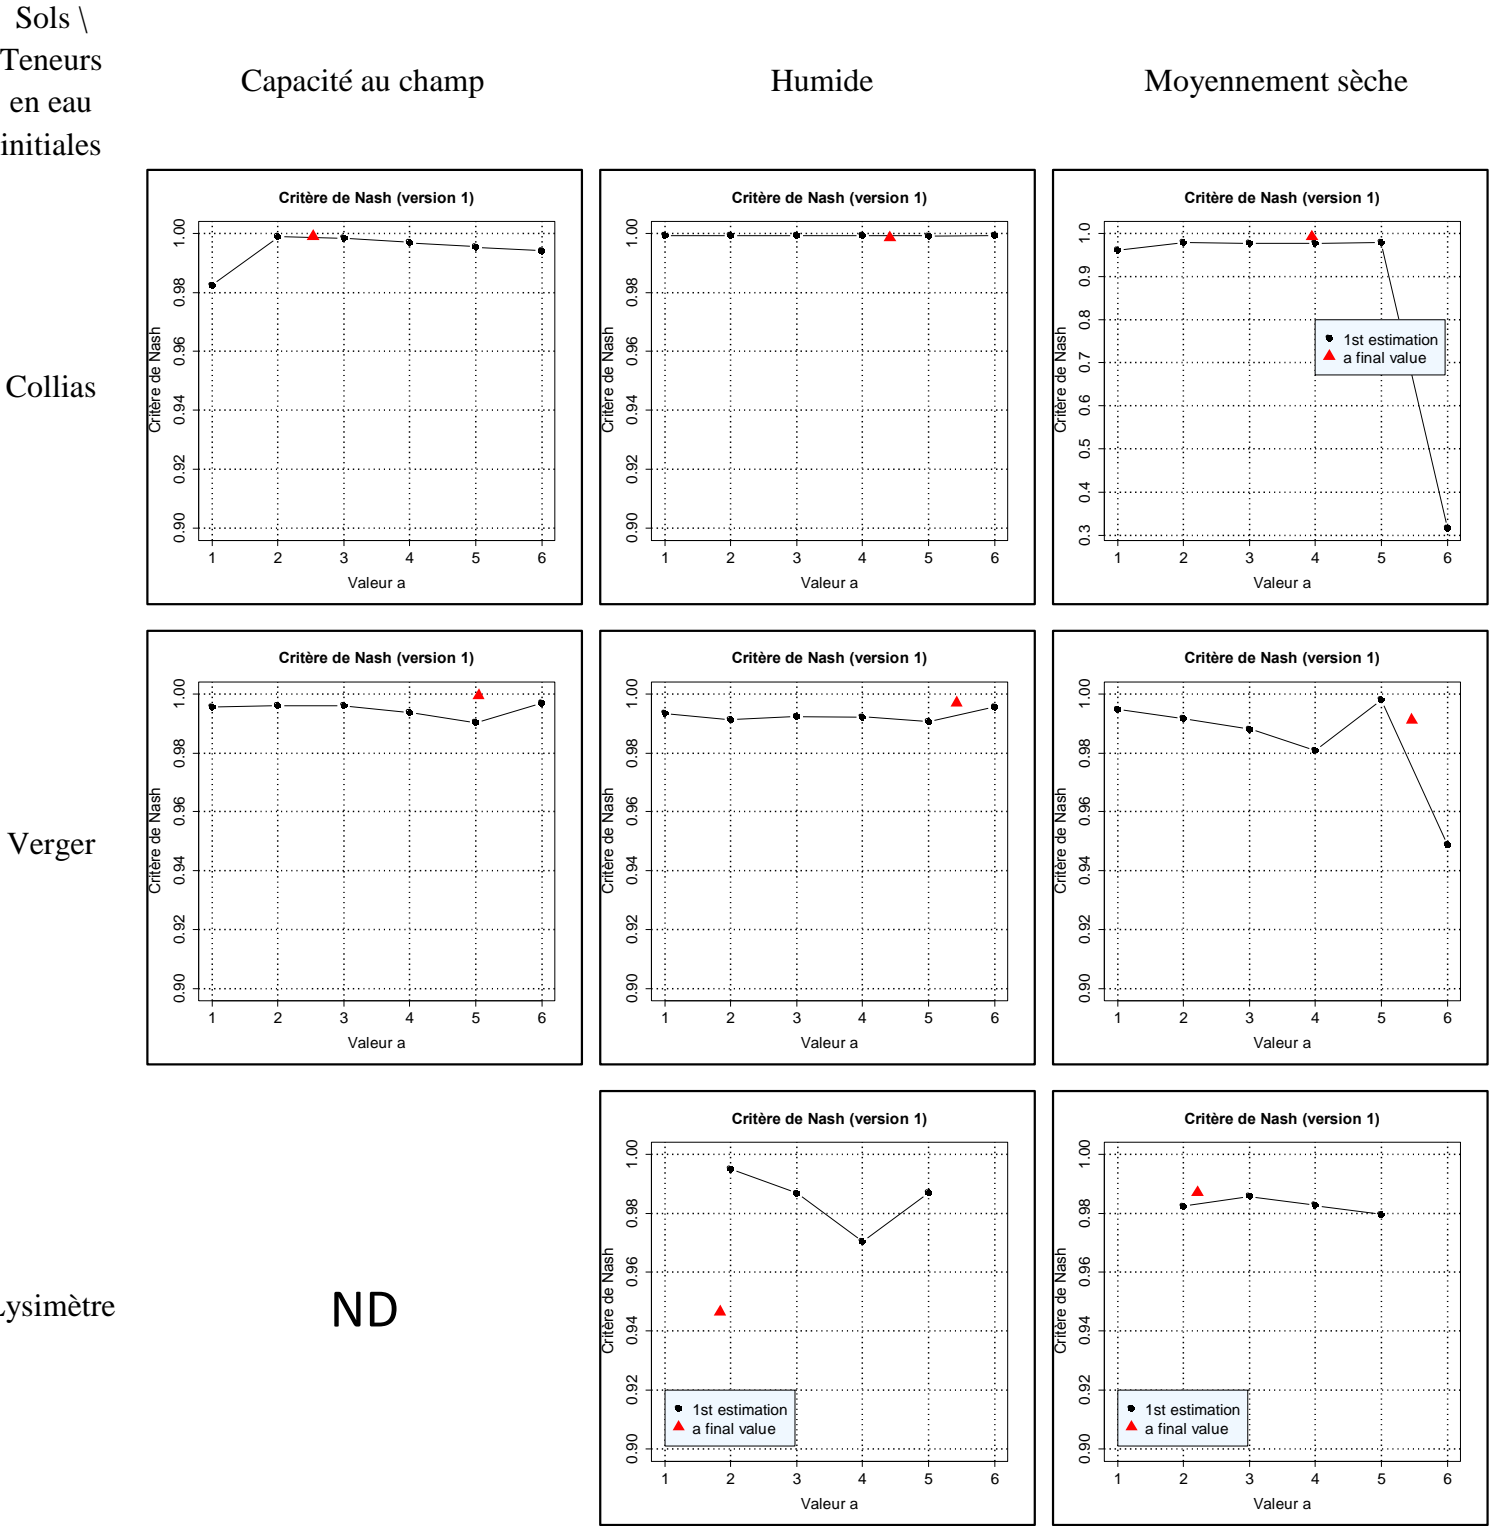 Sols \
Teneurs
en eau
initiales
Capacité au champ
Humide
Moyennement sèche
Collias
Critère de Nash (version 1)
Critère de Nash
1.00
0.98
0.96
0.94
0.92
0.90
1 2 3 4 5 6
Valeur a
Critère de Nash (version 1)
Critère de Nash
1.00
0.98
0.96
0.94
0.92
0.90
1 2 3 4 5 6
Valeur a
Critère de Nash (version 1)
Critère de Nash
1.0
0.9
0.8
0.7
0.6
0.5
0.4
0.3
1st estimation
a final value
1 2 3 4 5 6
Valeur a
Verger
Critère de Nash (version 1)
Critère de Nash
1.00
0.98
0.96
0.94
0.92
0.90
1 2 3 4 5 6
Valeur a
Critère de Nash (version 1)
Critère de Nash
1.00
0.98
0.96
0.94
0.92
0.90
1 2 3 4 5 6
Valeur a
Critère de Nash (version 1)
Critère de Nash
1.00
0.98
0.96
0.94
0.92
0.90
1 2 3 4 5 6
Valeur a
Lysimètre
ND
Critère de Nash (version 1)
Critère de Nash
1.00
0.98
0.96
0.94
0.92
0.90
1st estimation
a final value
1 2 3 4 5 6
Valeur a
Critère de Nash (version 1)
Critère de Nash
1.00
0.98
0.96
0.94
0.92
0.90
1st estimation
a final value
1 2 3 4 5 6
Valeur a